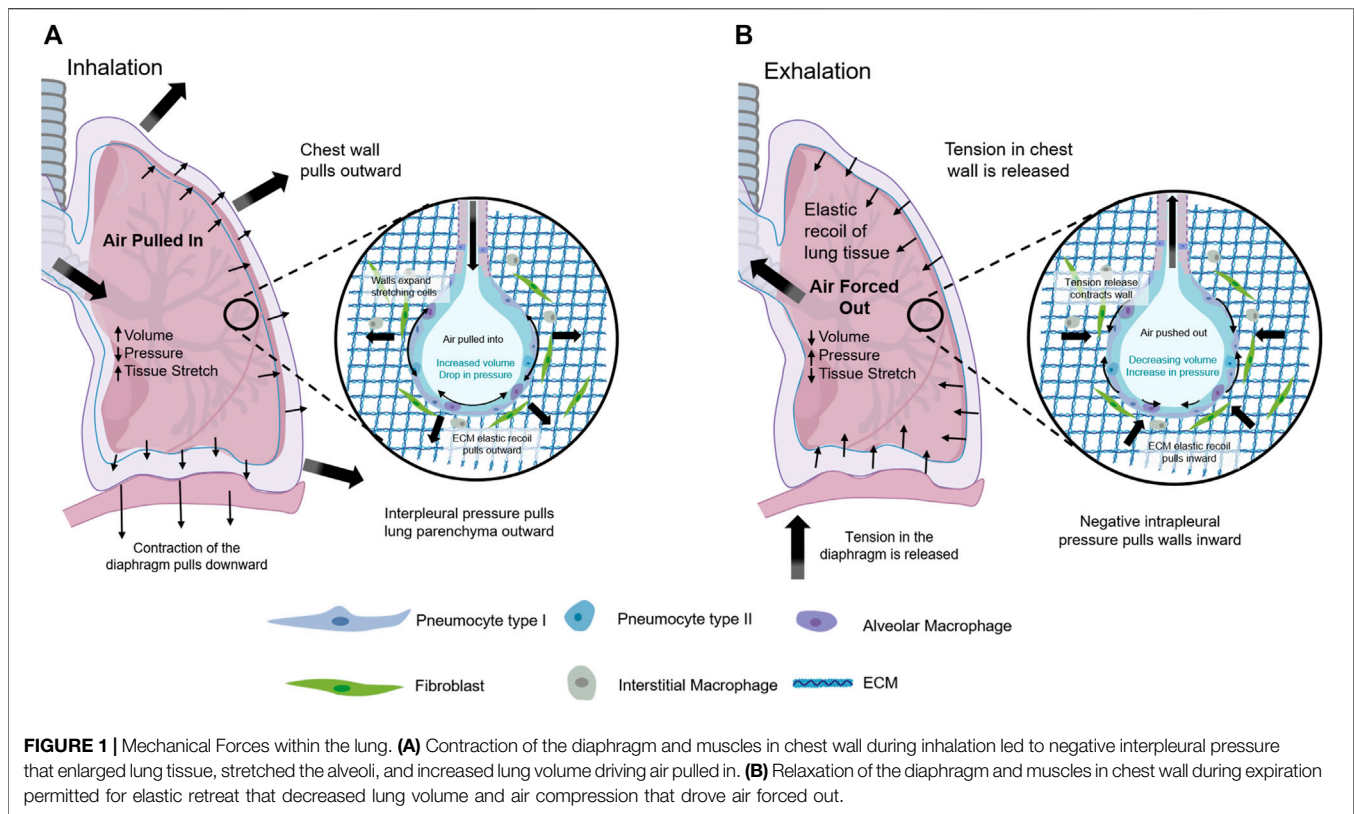 A
Inhalation
Chest wall
pulls outward
Air Pulled In
↑ Volume
↓ Pressure
↑ Tissue Stretch
Walls expand
stretching cells
Air pulled into
Increased volume
Drop in pressure
ECM elastic recoil
pulls outward
Interpleural pressure pulls
lung parenchyma outward
Contraction of the
diaphragm pulls downward
B
Exhalation
Tension in chest
wall is released
Elastic
recoil of
lung tissue
Air Forced
Out
↓ Volume
↑ Pressure
↓ Tissue Stretch
Tension release
contracts wall
Air pushed out
Decreasing volume
Increase in pressure
ECM elastic recoil
pulls inward
Tension in the
diaphragm is released
Negative intrapleural
pressure pulls walls inward
Pneumocyte type I
Pneumocyte type II
Alveolar Macrophage
Fibroblast
Interstitial Macrophage
ECM
FIGURE 1 | Mechanical Forces within the lung. (A) Contraction of the diaphragm and muscles in chest wall during inhalation led to negative interpleural pressure
that enlarged lung tissue, stretched the alveoli, and increased lung volume driving air pulled in. (B) Relaxation of the diaphragm and muscles in chest wall during expiration
permitted for elastic retreat that decreased lung volume and air compression that drove air forced out.